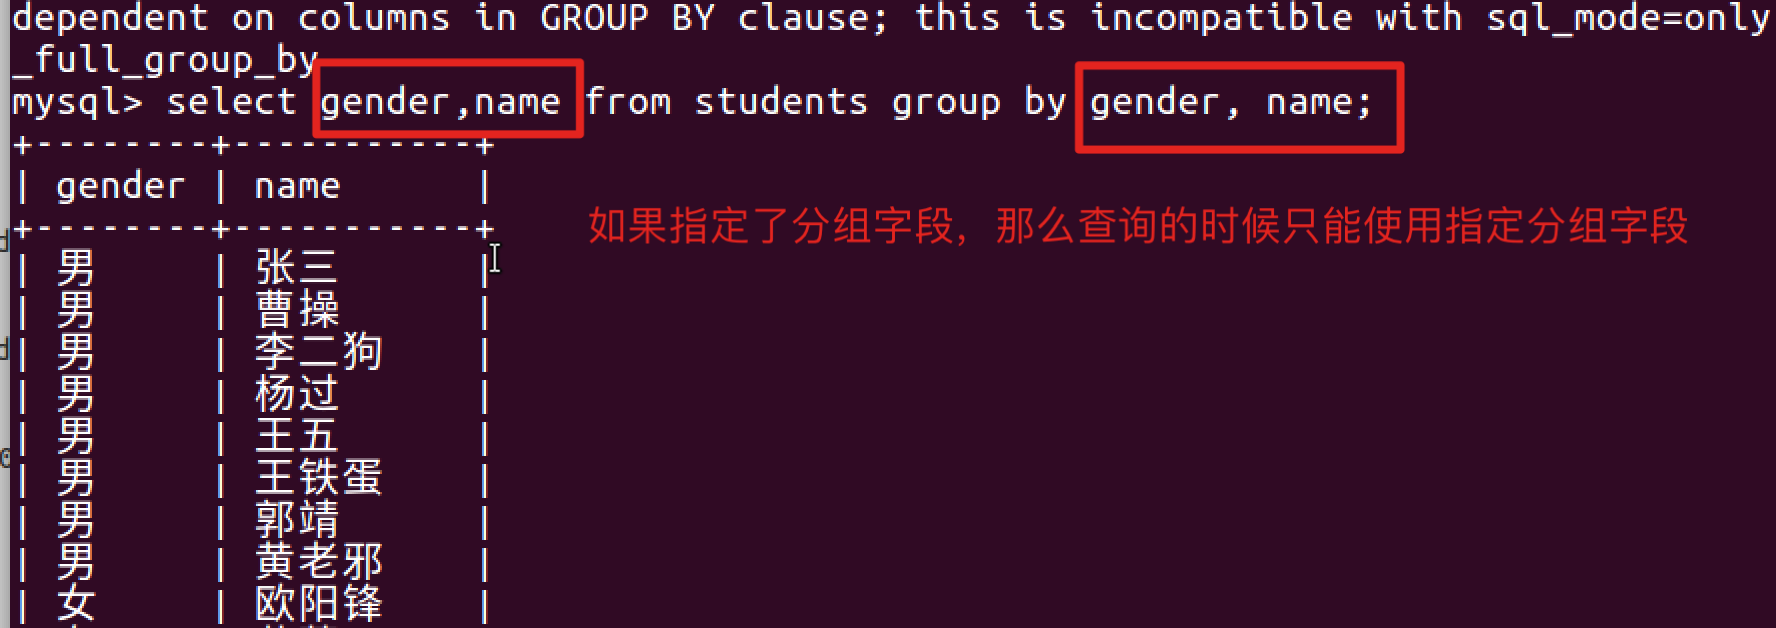 dependent on columns in GROUP BY clause; this is incompatible with sql_mode=only
_full_group_by
mysql> select gender,name from students group by gender, name;
+--------+-----------+
| gender | name      |
+--------+-----------+
如果指定了分组字段，那么查询的时候只能使用指定分组字段
| 男      | 张三      |
| 男      | 曹操      |
| 男      | 李二狗    |
| 男      | 杨过      |
| 男      | 王五      |
| 男      | 王铁蛋    |
| 男      | 郭靖      |
| 男      | 黄老邪    |
| 女      | 欧阳锋    |